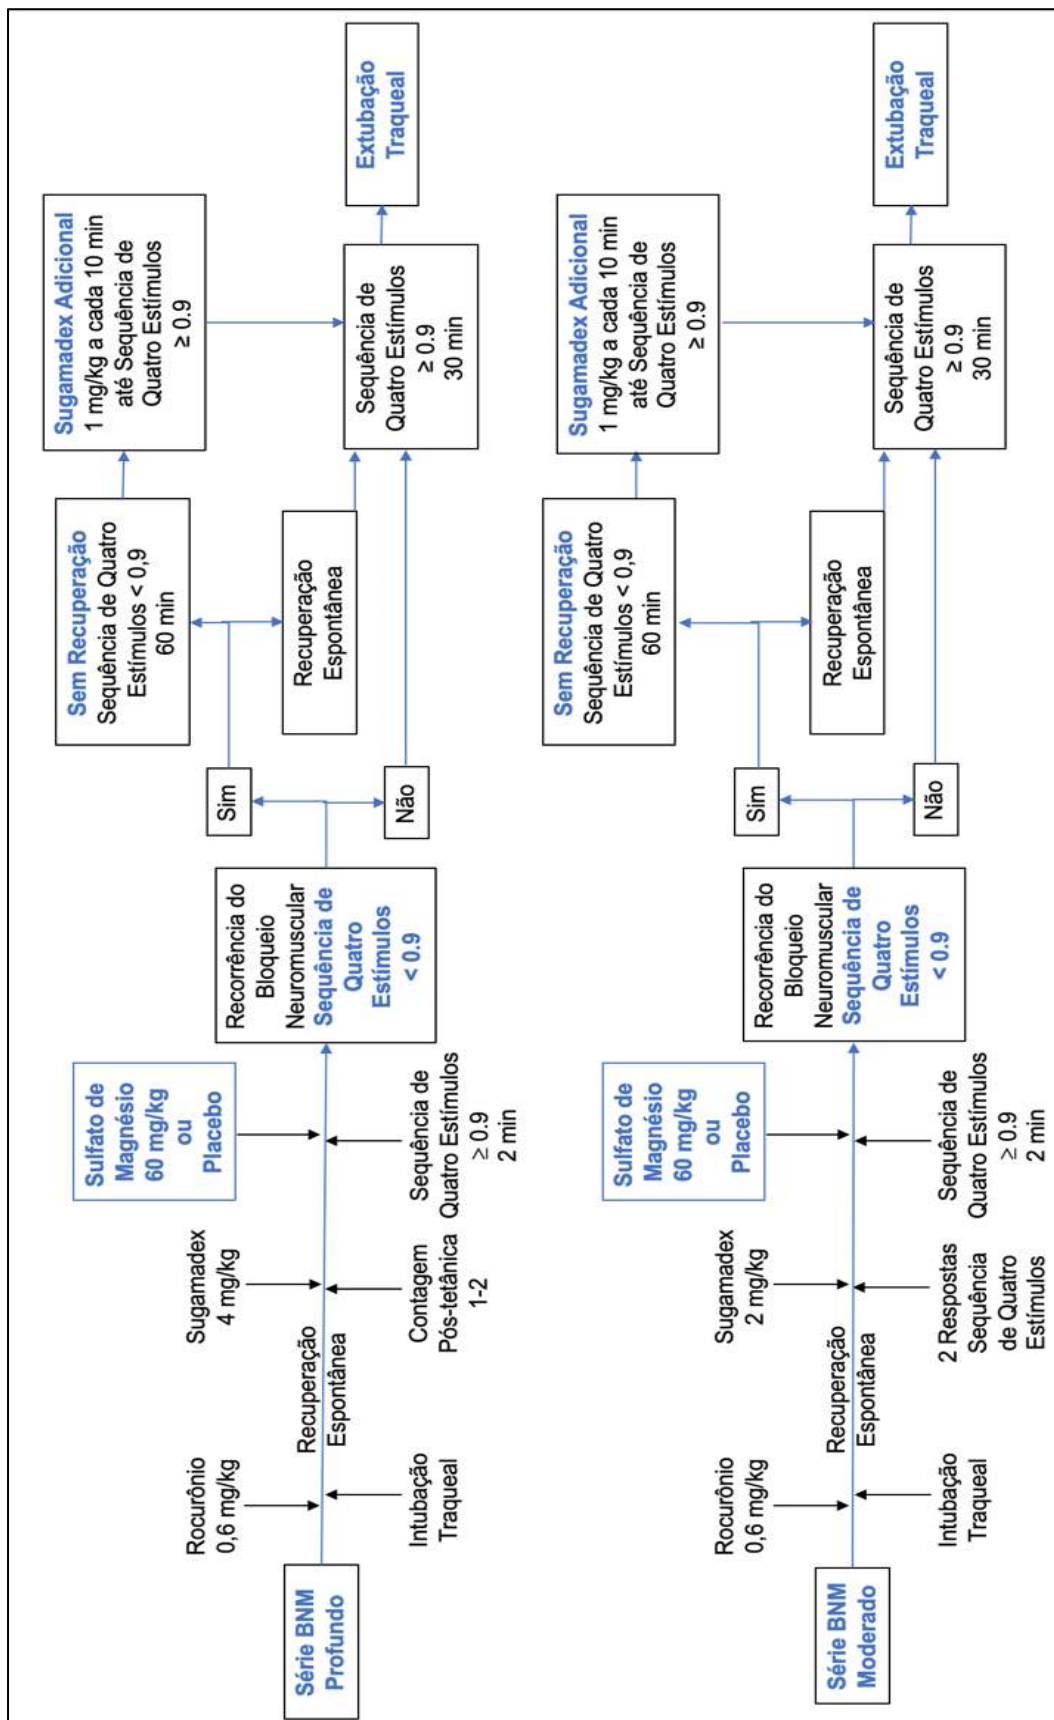 Série BNM
Profundo
Rocurônio
0,6 mg/kg
Intubação
Traqueal
Recuperação
Espontânea
Sugamadex
4 mg/kg
Contagem
Pós-tetânica
1-2
Sulfato de
Magnésio
60 mg/kg
ou
Placebo
Sequência de
Quatro Estímulos
≥ 0.9
2 min
Recorrência do
Bloqueio
Neuromuscular
Sequência de
Quatro
Estímulos
< 0.9
Sim
Não
Sem Recuperação
Sequência de Quatro
Estímulos < 0,9
60 min
Recuperação
Espontânea
Sugamadex Adicional
1 mg/kg a cada 10 min
até Sequência de
Quatro Estímulos
≥ 0.9
Sequência de
Quatro Estímulos
≥ 0.9
30 min
Extubação
Traqueal
Série BNM
Moderado
Rocurônio
0,6 mg/kg
Intubação
Traqueal
Recuperação
Espontânea
Sugamadex
2 mg/kg
2 Respostas
Sequência
de Quatro
Estímulos
Sulfato de
Magnésio
60 mg/kg
ou
Placebo
Sequência de
Quatro Estímulos
≥ 0.9
2 min
Recorrência do
Bloqueio
Neuromuscular
Sequência de
Quatro
Estímulos
< 0.9
Sim
Não
Sem Recuperação
Sequência de Quatro
Estímulos < 0,9
60 min
Recuperação
Espontânea
Sugamadex Adicional
1 mg/kg a cada 10 min
até Sequência de
Quatro Estímulos
≥ 0.9
Sequência de
Quatro Estímulos
≥ 0.9
30 min
Extubação
Traqueal